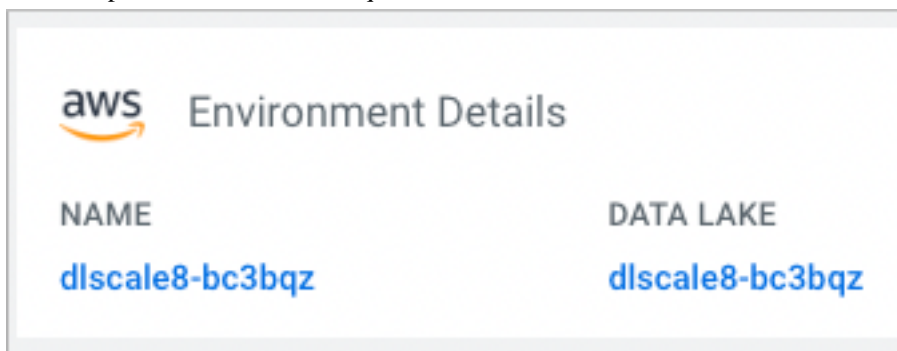 aws Environment Details
NAME DATA LAKE
dlscale8-bc3bqz dlscale8-bc3bqz